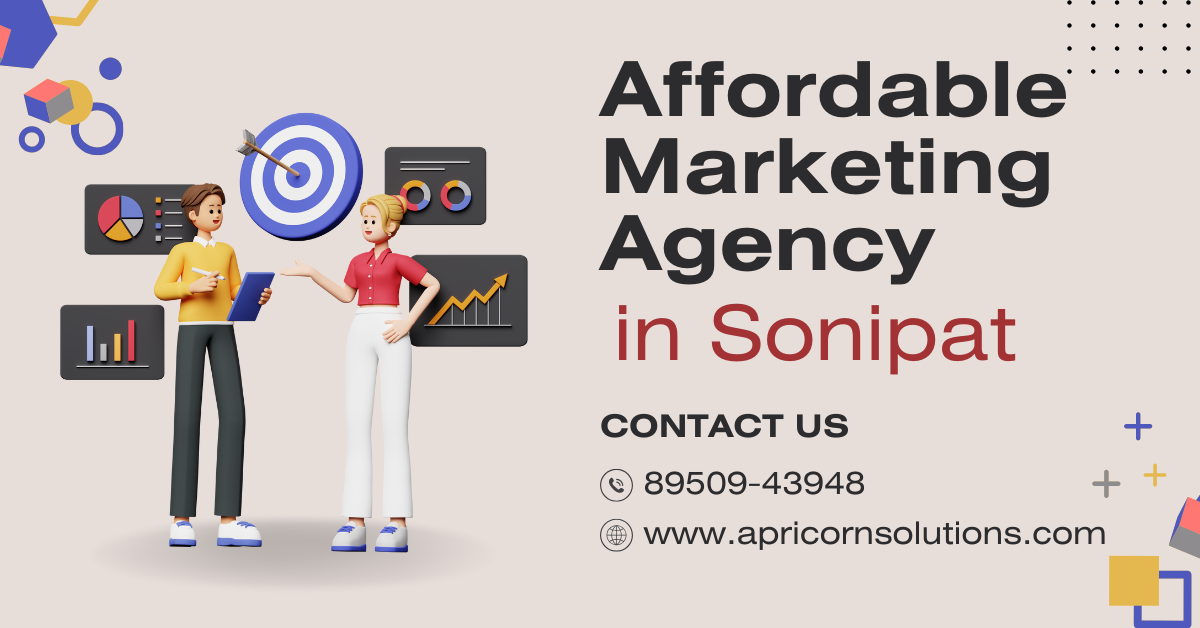 Affordable
Marketing
Agency
in Sonipat
CONTACT US
89509-43948
www.apricornsolutions.com